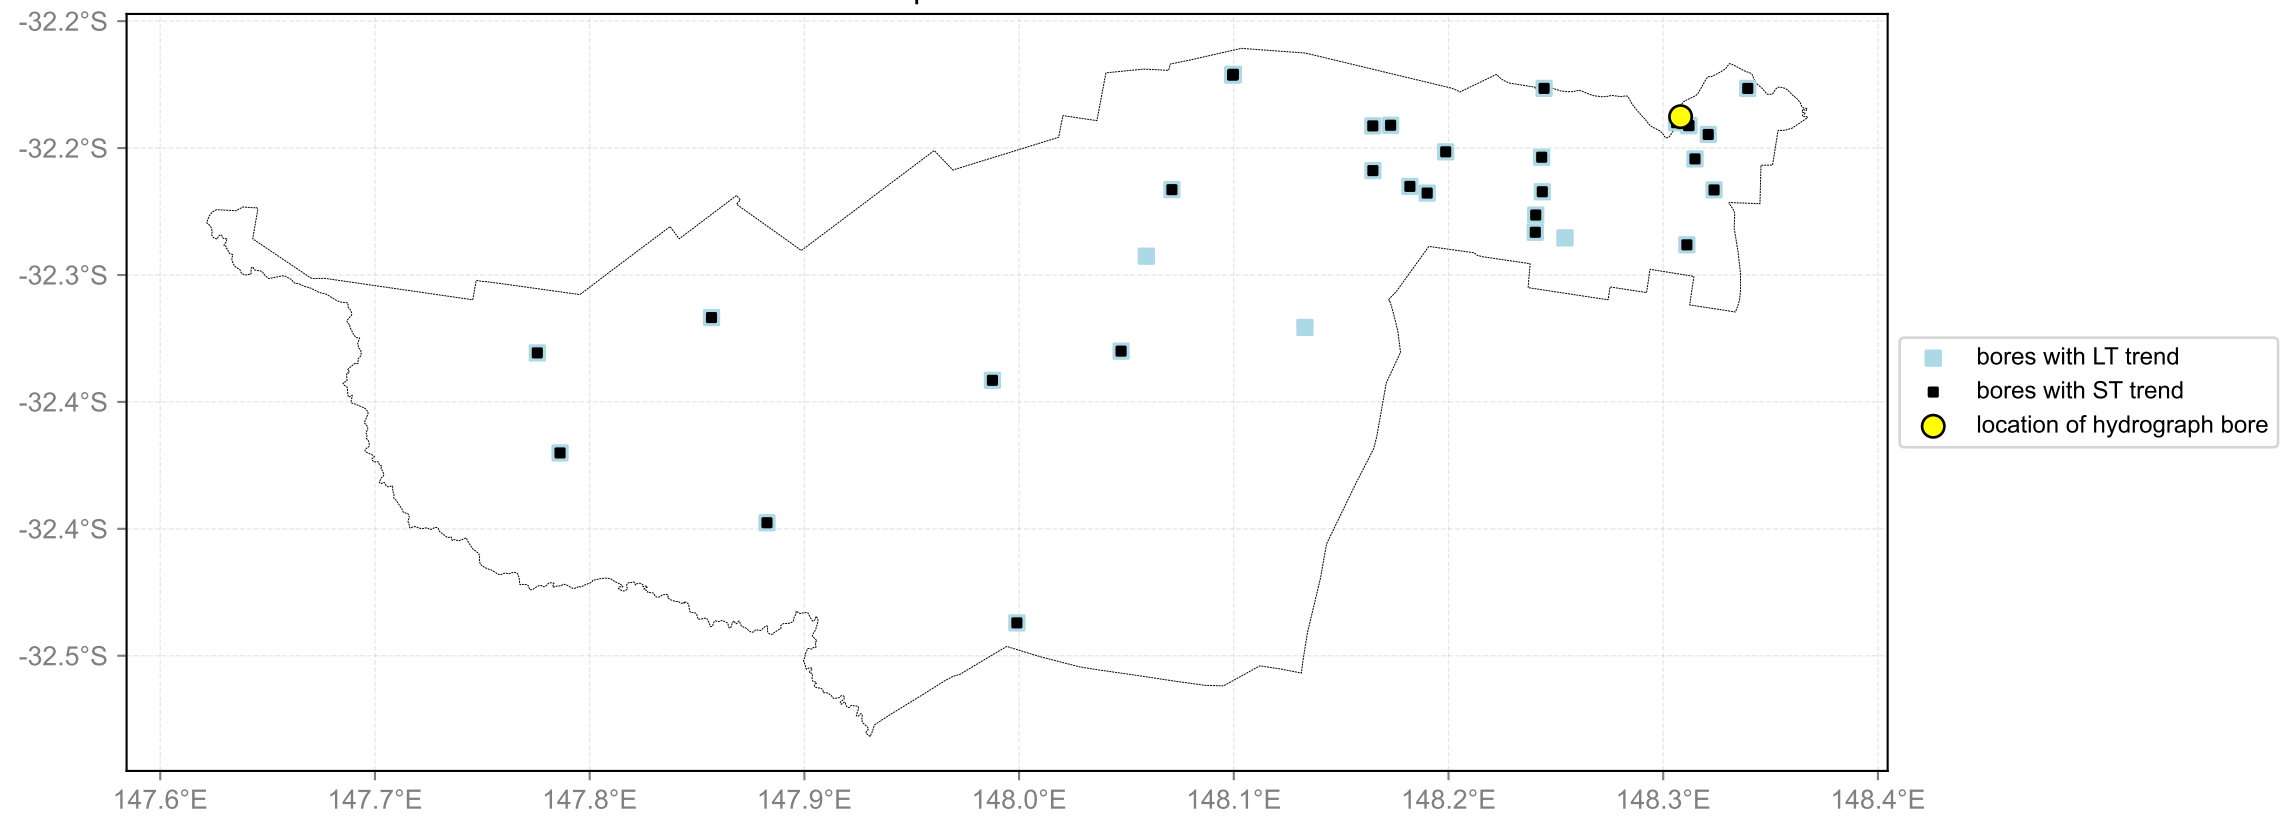 -32.2°S
-32.2°S
-32.3°S
-32.4°S
-32.4°S
-32.5°S
147.6°E 147.7°E 147.8°E 147.9°E 148.0°E 148.1°E 148.2°E 148.3°E 148.4°E
bores with LT trend
bores with ST trend
location of hydrograph bore